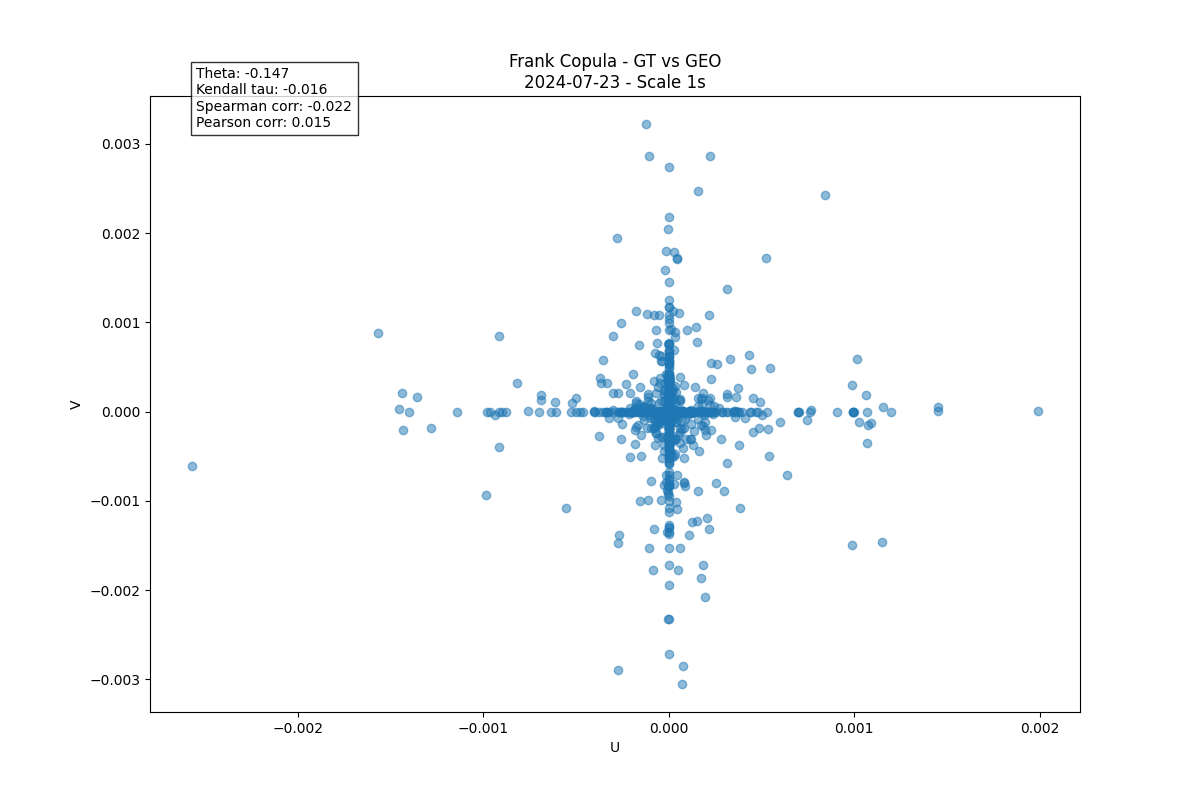 Frank Copula - GT vs GEO
2024-07-23 - Scale 1s
Theta: -0.147
Kendall tau: -0.016
Spearman corr: -0.022
Pearson corr: 0.015
0.003
0.002
0.001
0.000
−0.001
−0.002
−0.003
V
−0.002
−0.001
0.000
0.001
0.002
U